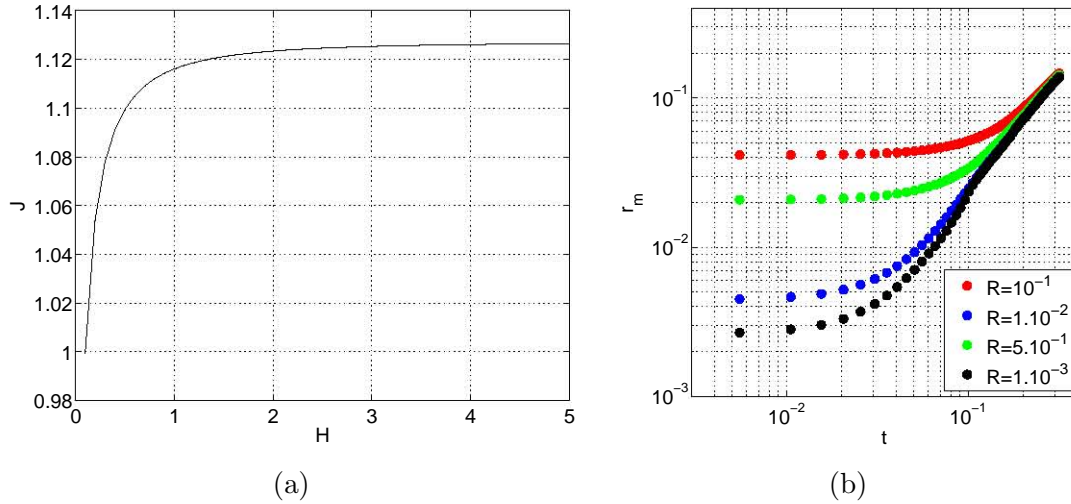 1.14
1.12
1.1
1.08
1.06
1.04
1.02
1
0.98
J
0 1 2 3 4 5
H
(a)
10⁻¹
10⁻²
10⁻³
r_m
R=10⁻¹
R=1.10⁻²
R=5.10⁻¹
R=1.10⁻³
10⁻² 10⁻¹
t
(b)